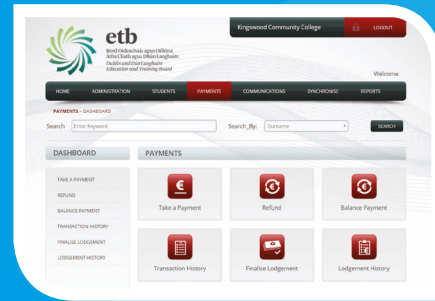 Kingswood Community College
LOGOUT
etb
Bord Oideachais agus Oiliúna
Átha Cliath agus Dhún Laoghaire
Dublin and Dún Laoghaire
Education and Training Board
Welcome
HOME ADMINISTRATION STUDENTS PAYMENTS COMMUNICATIONS SYNCHRONISE REPORTS
PAYMENTS - DASHBOARD
Search Enter Keyword Search_By: Surname SEARCH
DASHBOARD
TAKE A PAYMENT
REFUND
BALANCE PAYMENT
TRANSACTION HISTORY
FINALISE LODGEMENT
LODGEMENT HISTORY
PAYMENTS
Take a Payment Refund Balance Payment
Transaction History Finalise Lodgement Lodgement History